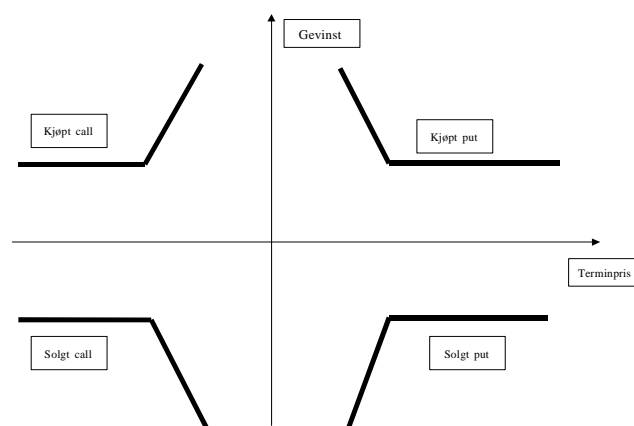 Gevinst
Kjøpt call
Kjøpt put
Terminpris
Solgt call
Solgt put